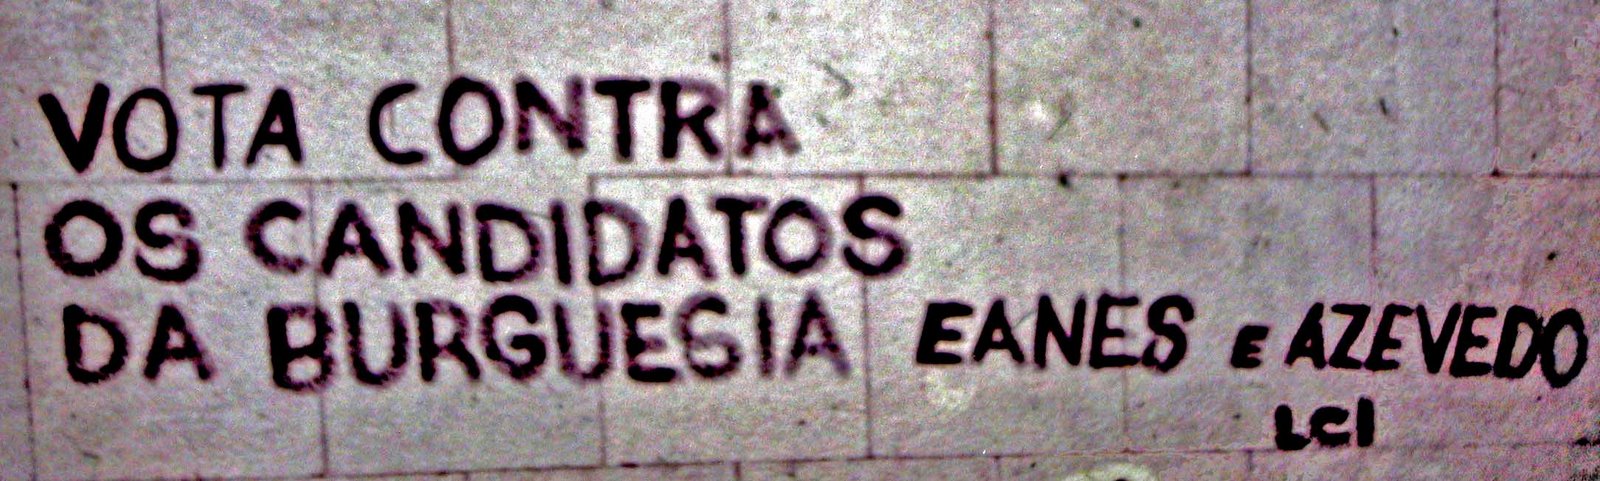 VOTA CONTRA
OS CANDIDATOS
DA BURGUESIA EANES E AZEVEDO
LCI